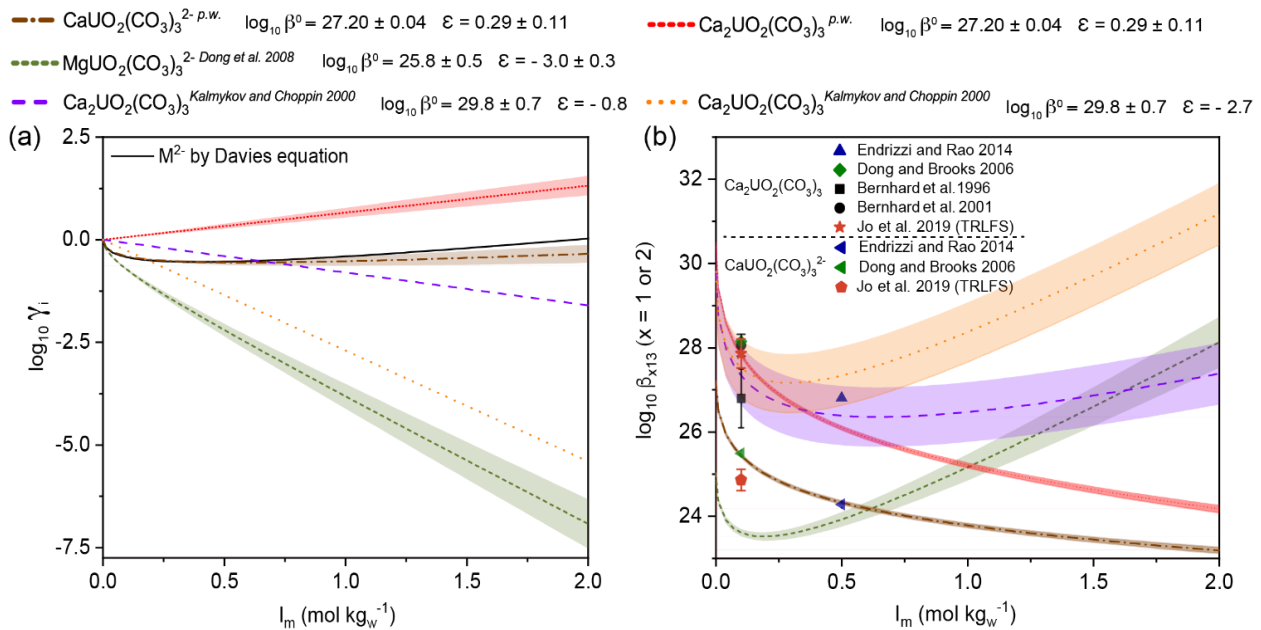 CaUO₂(CO₃)₃²⁻ p.w. log₁₀ β⁰ = 27.20 ± 0.04 Ɛ = 0.29 ± 0.11
Ca₂UO₂(CO₃)₃ p.w. log₁₀ β⁰ = 27.20 ± 0.04 Ɛ = 0.29 ± 0.11
MgUO₂(CO₃)₃²⁻ Dong et al. 2008 log₁₀ β⁰ = 25.8 ± 0.5 Ɛ = - 3.0 ± 0.3
Ca₂UO₂(CO₃)₃ Kalmykov and Choppin 2000 log₁₀ β⁰ = 29.8 ± 0.7 Ɛ = - 0.8
Ca₂UO₂(CO₃)₃ Kalmykov and Choppin 2000 log₁₀ β⁰ = 29.8 ± 0.7 Ɛ = - 2.7
(a)
2.5
M²⁻ by Davies equation
0.0
-2.5
-5.0
-7.5
log₁₀ γᵢ
0.0 0.5 1.0 1.5 2.0
Iₘ (mol kg_w⁻¹)
(b)
Ca₂UO₂(CO₃)₃
Endrizzi and Rao 2014
Dong and Brooks 2006
Bernhard et al. 1996
Bernhard et al. 2001
Jo et al. 2019 (TRLFS)
CaUO₂(CO₃)₃²⁻
Endrizzi and Rao 2014
Dong and Brooks 2006
Jo et al. 2019 (TRLFS)
32
30
28
26
24
log₁₀ βₓ₁₃ (x = 1 or 2)
0.0 0.5 1.0 1.5 2.0
Iₘ (mol kg_w⁻¹)